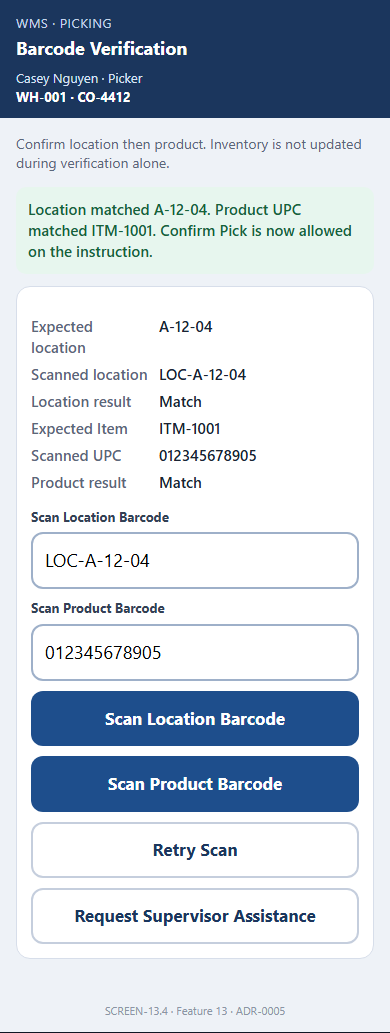 WMS · PICKING
Barcode Verification
Casey Nguyen · Picker
WH-001 · CO-4412
Confirm location then product. Inventory is not updated
during verification alone.
Location matched A-12-04. Product UPC
matched ITM-1001. Confirm Pick is now allowed
on the instruction.
Expected location A-12-04
Scanned location LOC-A-12-04
Location result Match
Expected Item ITM-1001
Scanned UPC 012345678905
Product result Match
Scan Location Barcode
LOC-A-12-04
Scan Product Barcode
012345678905
Scan Location Barcode
Scan Product Barcode
Retry Scan
Request Supervisor Assistance
SCREEN-13.4 · Feature 13 · ADR-0005